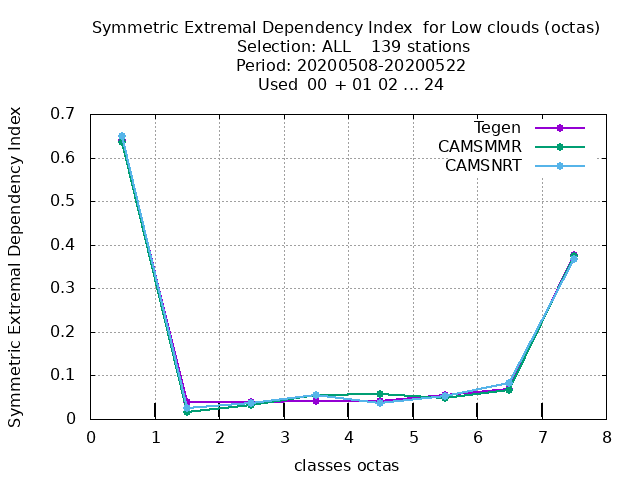 Symmetric Extremal Dependency Index  for Low clouds (octas)
Selection: ALL    139 stations
Period: 20200508-20200522
Used  00  + 01 02 ... 24
Symmetric Extremal Dependency Index
0.7
0.6
0.5
0.4
0.3
0.2
0.1
0
Tegen
CAMSMMR
CAMSNRT
0 1 2 3 4 5 6 7 8
classes octas